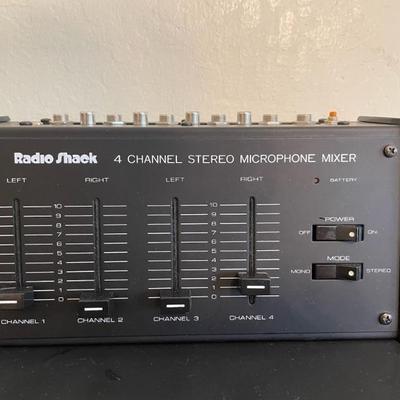 Radio Shack 4 CHANNEL STEREO MICROPHONE MIXER
LEFT RIGHT LEFT RIGHT
BATTERY
10 10
9 9
8 8
7 7
6 6
5 5
4 4
3 3
2 2
1 1
0 0
POWER
OFF ON
MODE
MONO STEREO
CHANNEL 1 CHANNEL 2 CHANNEL 3 CHANNEL 4